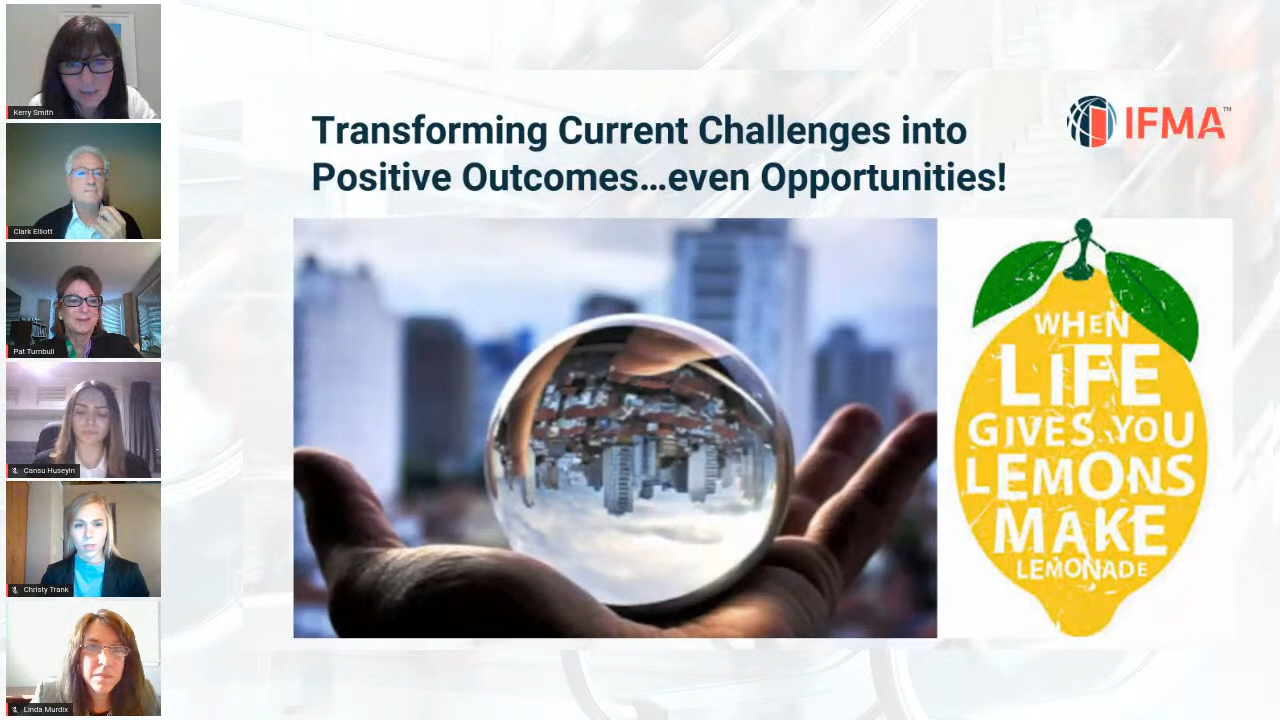 Kerry Smith
Clark Elliott
Pat Turnbull
Cansu Huseyin
Christy Trank
Linda Murdix
Transforming Current Challenges into
Positive Outcomes...even Opportunities!
IFMA™
WHEN
LIFE
GIVES YOU
LEMONS
MAKE
LEMONADE